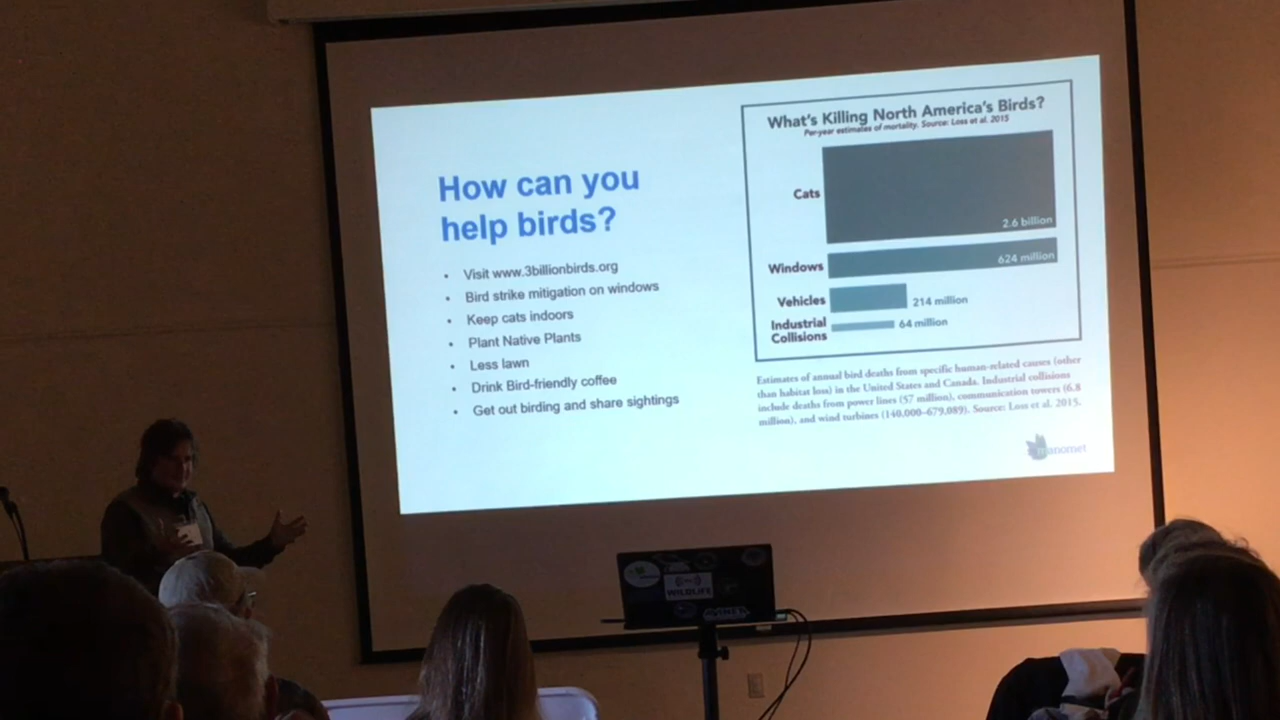 How can you
help birds?
• Visit www.3billionbirds.org
• Bird strike mitigation on windows
• Keep cats indoors
• Plant Native Plants
• Less lawn
• Drink Bird-friendly coffee
• Get out birding and share sightings
What's Killing North America's Birds?
Per-year estimates of mortality. Source: Loss et al. 2015
Cats
2.6 billion
Windows
624 million
Vehicles
214 million
Industrial
Collisions
64 million
Estimates of annual bird deaths from specific human-related causes (other
than habitat loss) in the United States and Canada. Industrial collisions
include deaths from power lines (57 million), communication towers (6.8
million), and wind turbines (140,000–679,089). Source: Loss et al. 2015.
manomet
WILDLIFE